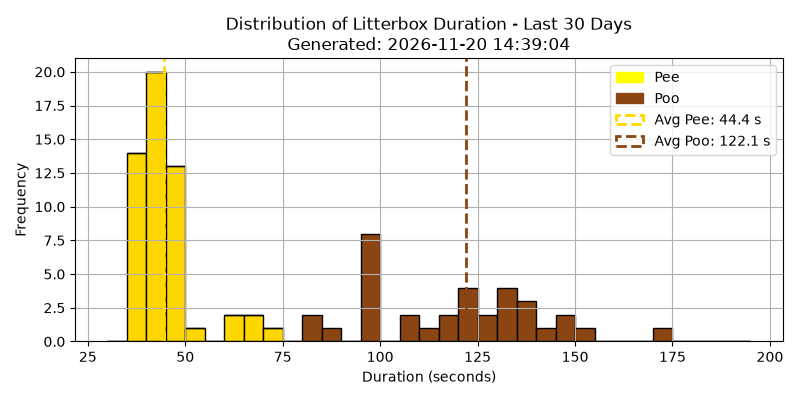 Distribution of Litterbox Duration - Last 30 Days
Generated: 2026-11-20 14:39:04
Frequency
20.0
17.5
15.0
12.5
10.0
7.5
5.0
2.5
0.0
Pee
Poo
Avg Pee: 44.4 s
Avg Poo: 122.1 s
25 50 75 100 125 150 175 200
Duration (seconds)